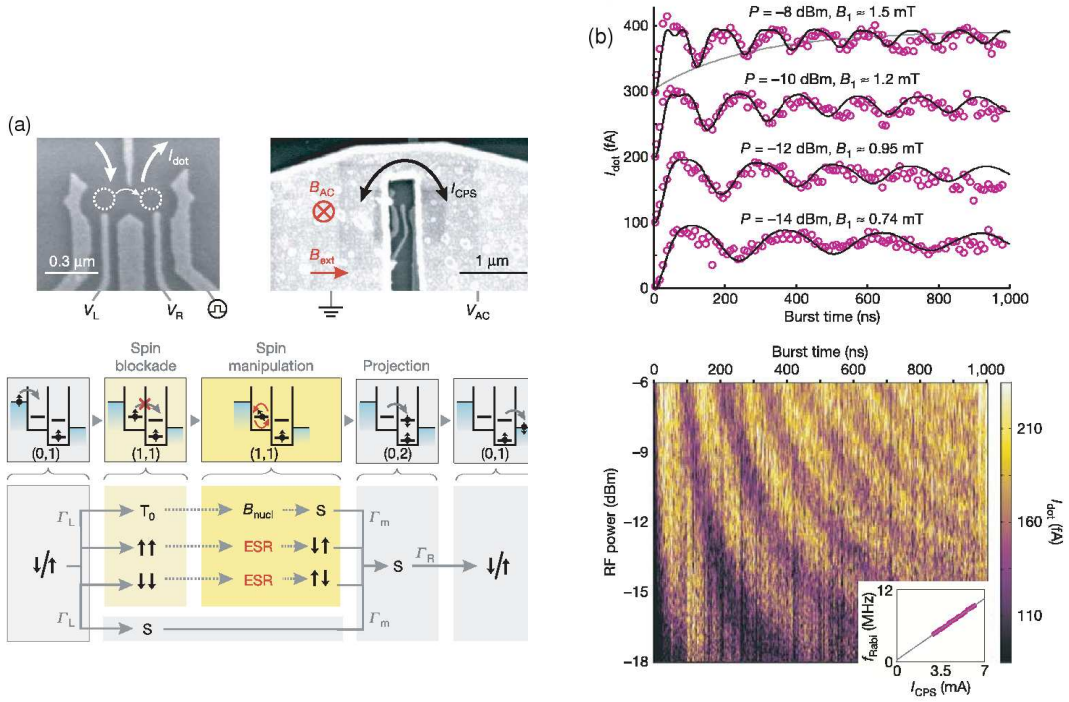 (a)
I_dot
0.3 µm
V_L
V_R
B_AC
I_CPS
B_ext
1 µm
V_AC
Spin blockade
Spin manipulation
Projection
(0,1)
(1,1)
(1,1)
(0,2)
(0,1)
Γ_L
T_0
B_nucl
S
Γ_m
↓/↑
↑↑
ESR
↓↑
S
Γ_R
↓/↑
↓↓
ESR
↑↓
Γ_L
S
Γ_m
(b)
P = –8 dBm, B_1 ≈ 1.5 mT
P = –10 dBm, B_1 ≈ 1.2 mT
P = –12 dBm, B_1 ≈ 0.95 mT
P = –14 dBm, B_1 ≈ 0.74 mT
I_dot (fA)
400
300
200
100
0
0 200 400 600 800 1,000
Burst time (ns)
Burst time (ns)
0 200 400 600 800 1,000
RF power (dBm)
–6
–9
–12
–15
–18
210
160
110
I_dot (fA)
f_Rabi (MHz)
12
0
0 3.5 7
I_CPS (mA)